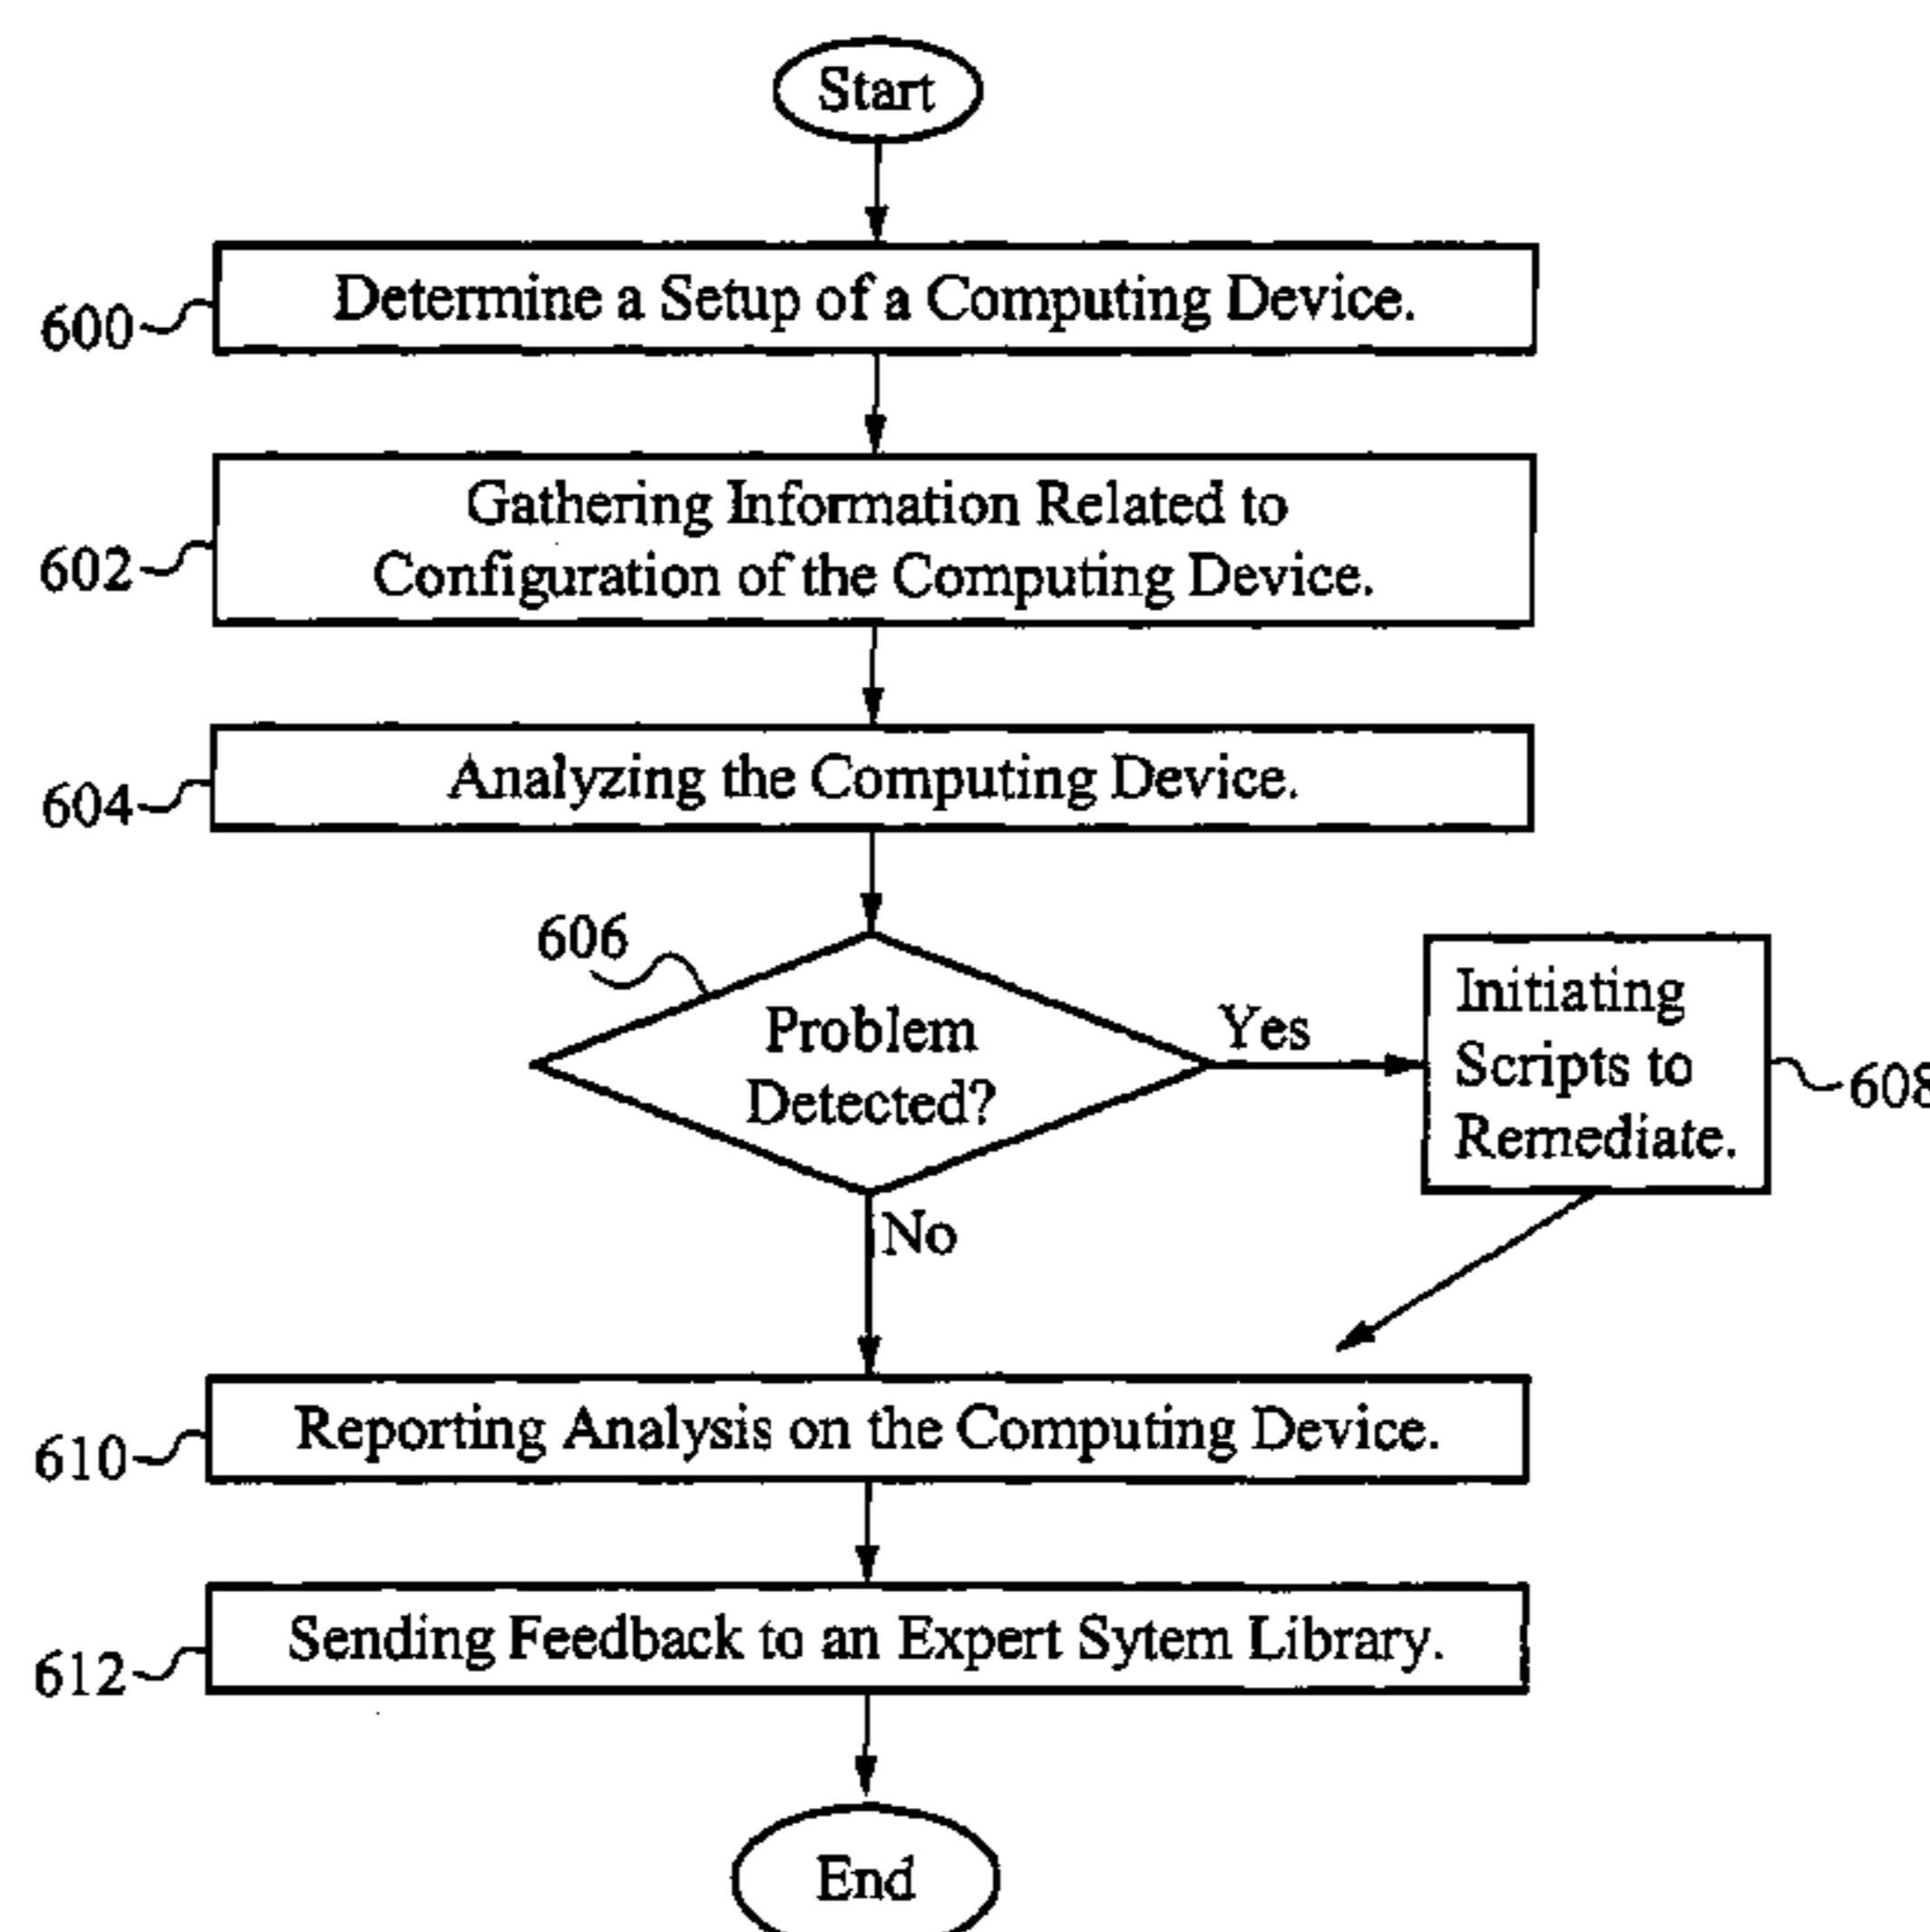 Start
600
Determine a Setup of a Computing Device.
602
Gathering Information Related to
Configuration of the Computing Device.
604
Analyzing the Computing Device.
606
Problem
Detected?
Yes
Initiating
Scripts to
Remediate.
608
No
610
Reporting Analysis on the Computing Device.
612
Sending Feedback to an Expert Sytem Library.
End